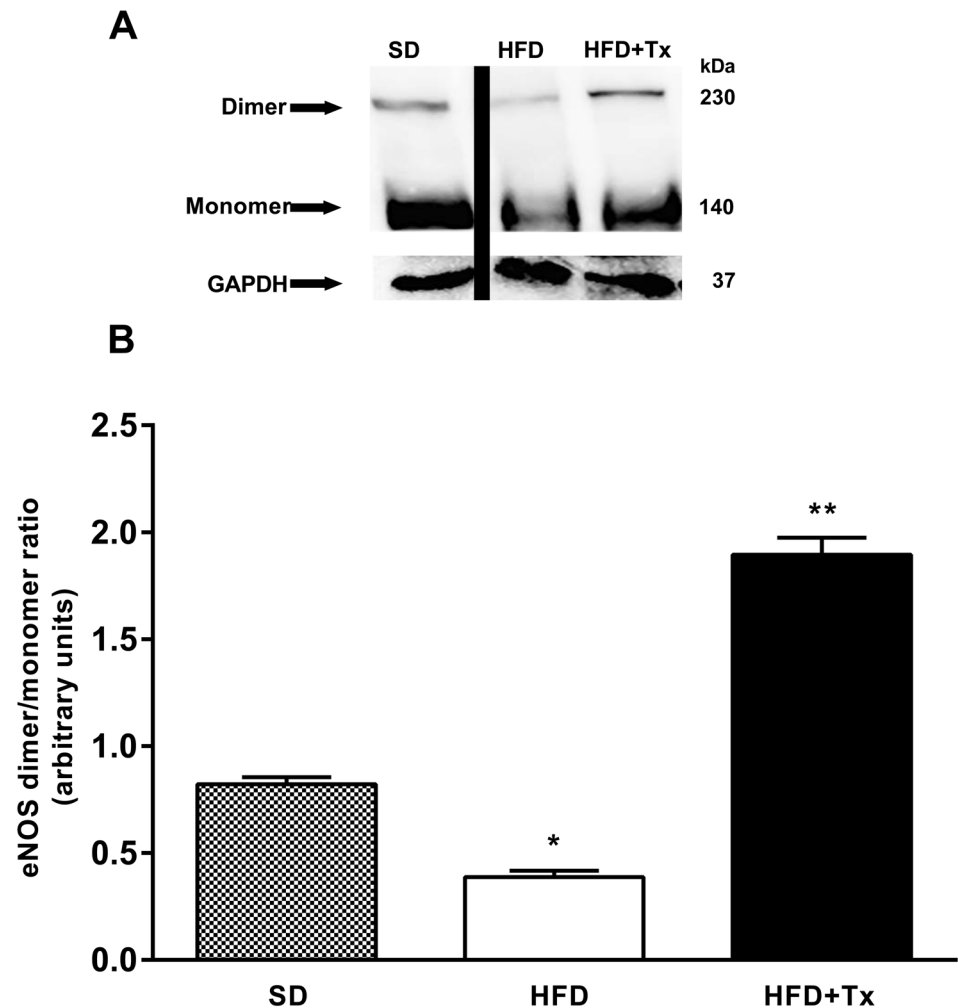 A
SD HFD HFD+Tx
kDa
Dimer 230
Monomer 140
GAPDH 37
B
eNOS dimer/monomer ratio
(arbitrary units)
2.5
2.0
1.5
1.0
0.5
0.0
*
**
SD HFD HFD+Tx